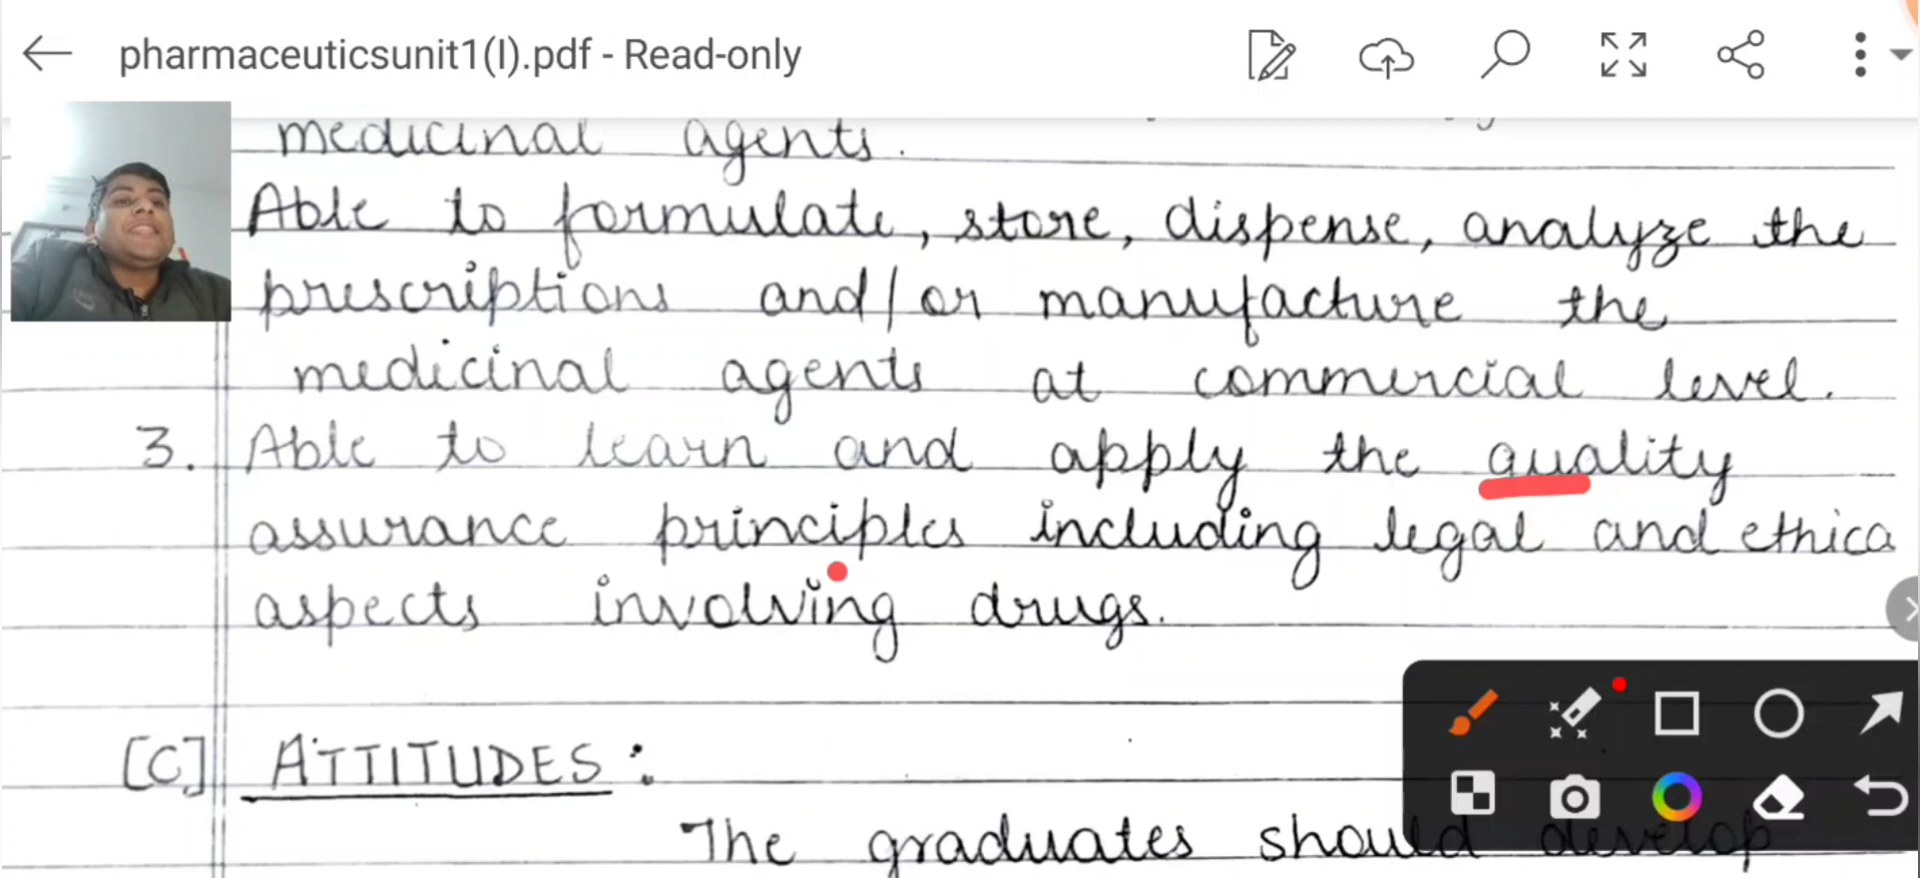 pharmaceuticsunit1(I).pdf - Read-only
medicinal agents.
Able to formulate, store, dispense, analyze the
prescriptions and/or manufacture the
medicinal agents at commercial level.
3. Able to learn and apply the quality
assurance principles including legal and ethica
aspects involving drugs.
[C] ATTITUDES :
The graduates should develop